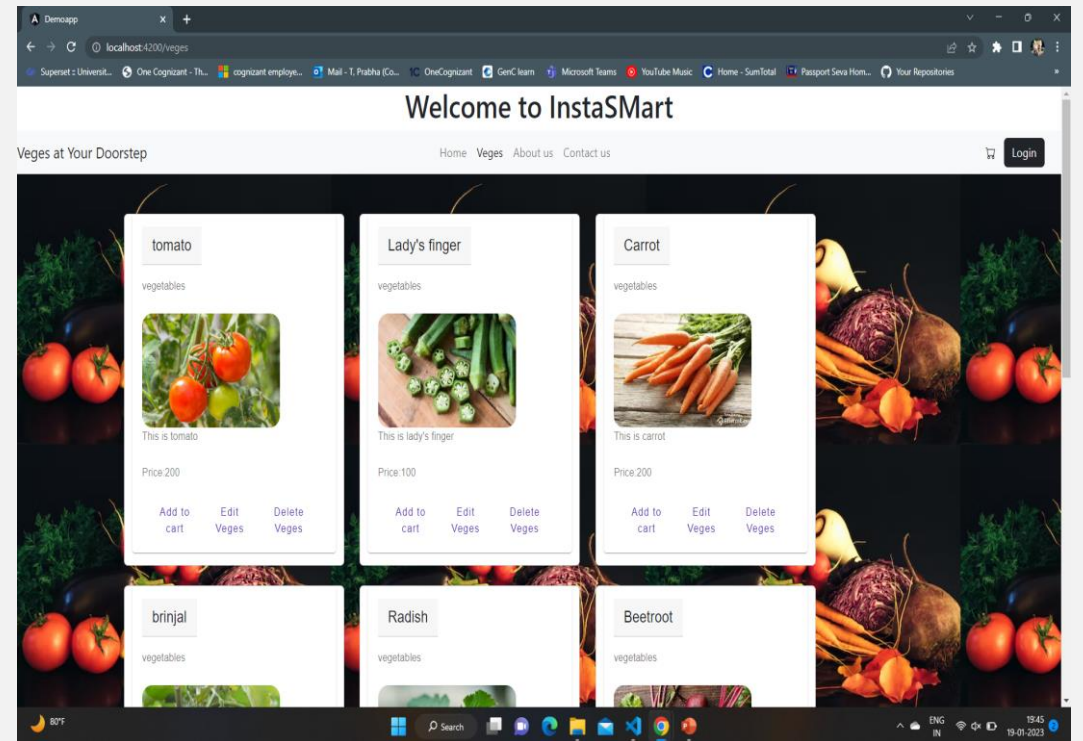 Demoapp
localhost:4200/veges
Superset :: Universit... One Cognizant - Th... cognizant employe... Mail - T, Prabha (Co... OneCognizant GenC learn Microsoft Teams YouTube Music Home - SumTotal Passport Seva Hom... Your Repositories »
Welcome to InstaSMart
Veges at Your Doorstep Home Veges About us Contact us Login
tomato Lady's finger Carrot
vegetables vegetables vegetables
This is tomato This is lady's finger This is carrot
Price:200 Price:100 Price:200
Add to Edit Delete Add to Edit Delete Add to Edit Delete
cart Veges Veges cart Veges Veges cart Veges Veges
brinjal Radish Beetroot
vegetables vegetables vegetables
80°F Search ENG 19:45
IN 19-01-2023